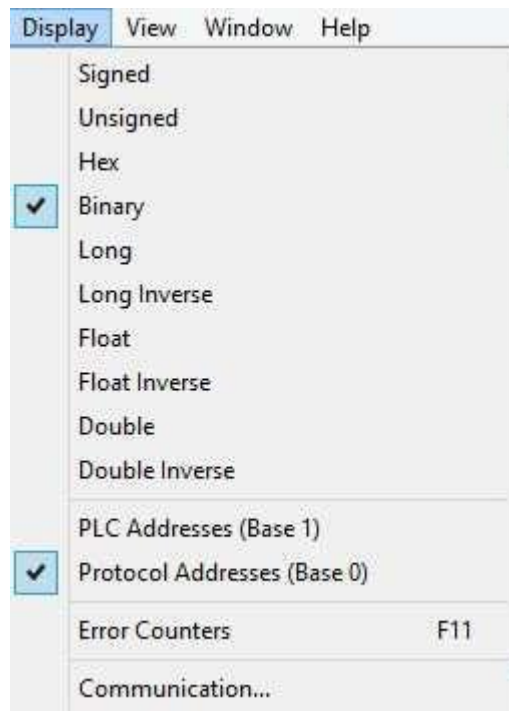 Display View Window Help
Signed
Unsigned
Hex
Binary
Long
Long Inverse
Float
Float Inverse
Double
Double Inverse
PLC Addresses (Base 1)
Protocol Addresses (Base 0)
Error Counters F11
Communication...